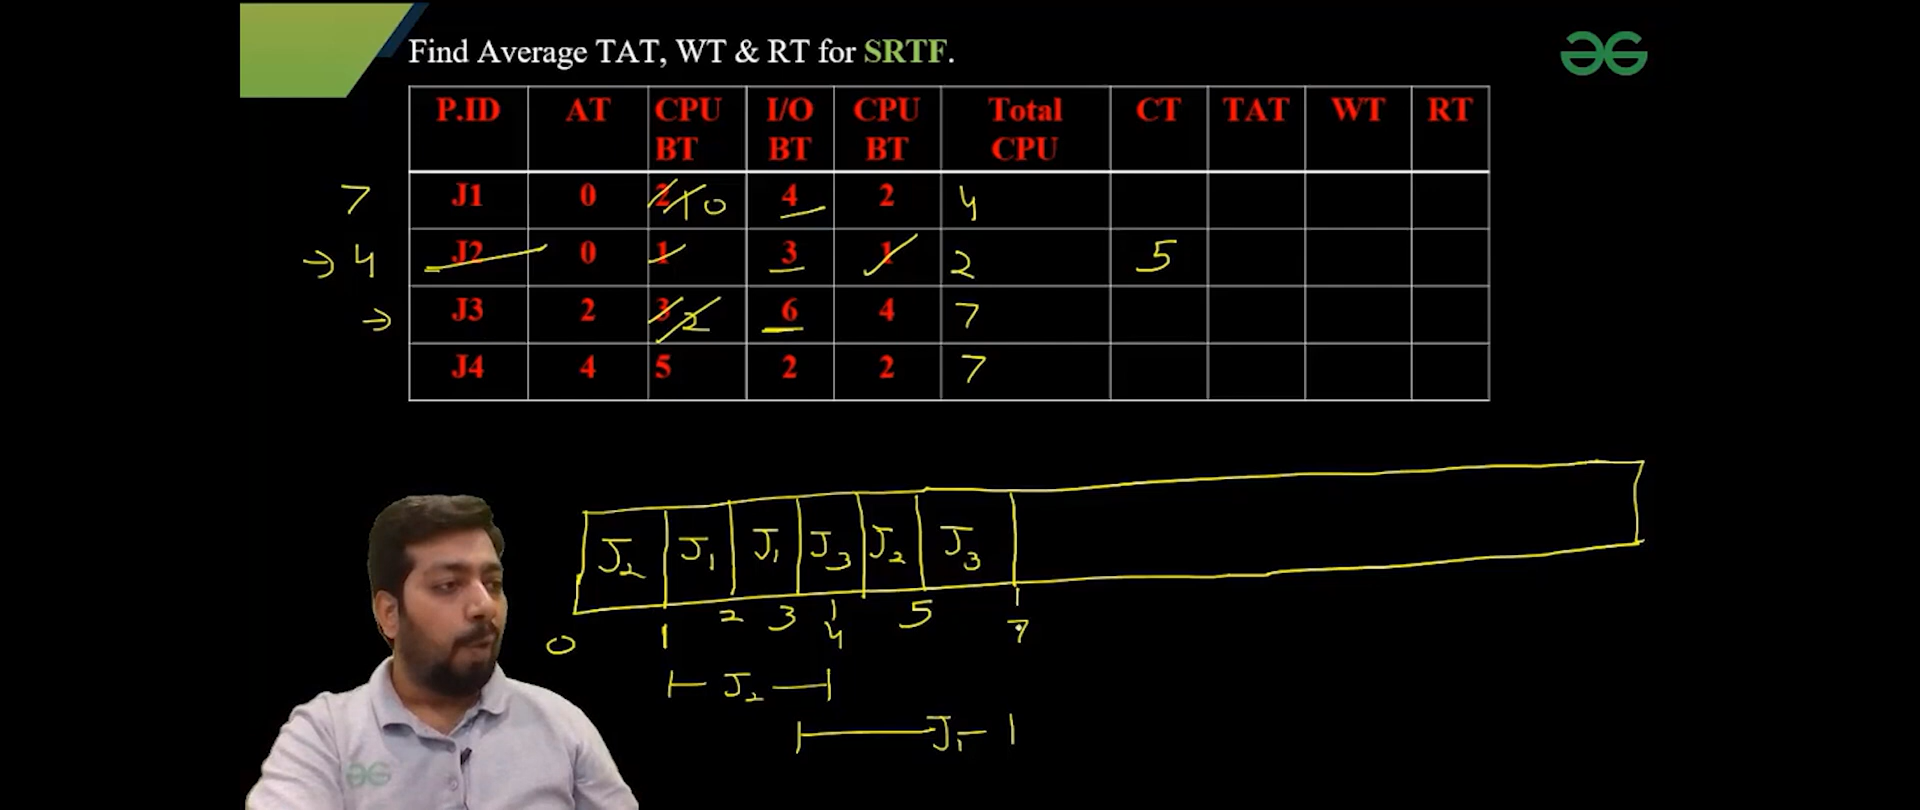 Find Average TAT, WT & RT for SRTF.
P.ID AT CPU BT I/O BT CPU BT Total CPU CT TAT WT RT
7 J1 0 2 1 0 4 2 4
→ 4 J2 0 1 3 1 2 5
→ J3 2 3 2 6 4 7
J4 4 5 2 2 7
J2 J1 J1 J3 J2 J3
0 1 2 3 4 5 7
J2
J1